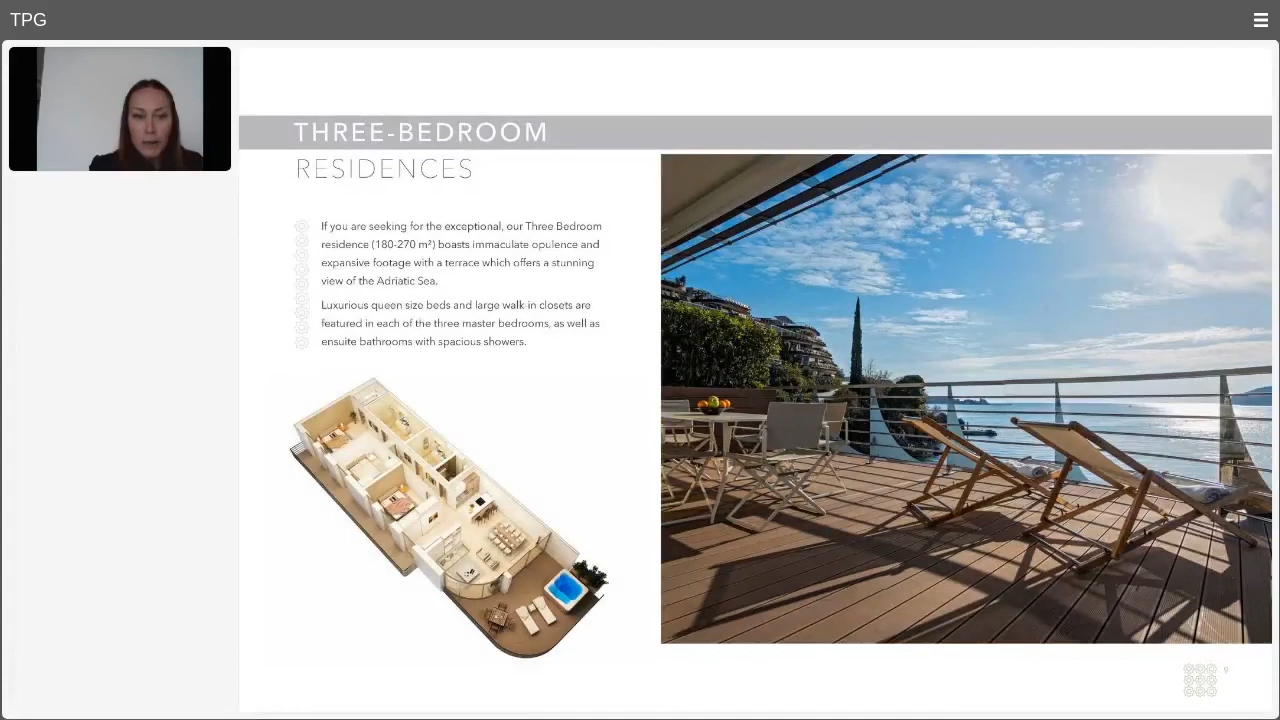 TPG
THREE-BEDROOM
RESIDENCES
If you are seeking for the exceptional, our Three Bedroom
residence (180-270 m²) boasts immaculate opulence and
expansive footage with a terrace which offers a stunning
view of the Adriatic Sea.
Luxurious queen size beds and large walk-in closets are
featured in each of the three master bedrooms, as well as
ensuite bathrooms with spacious showers.
9